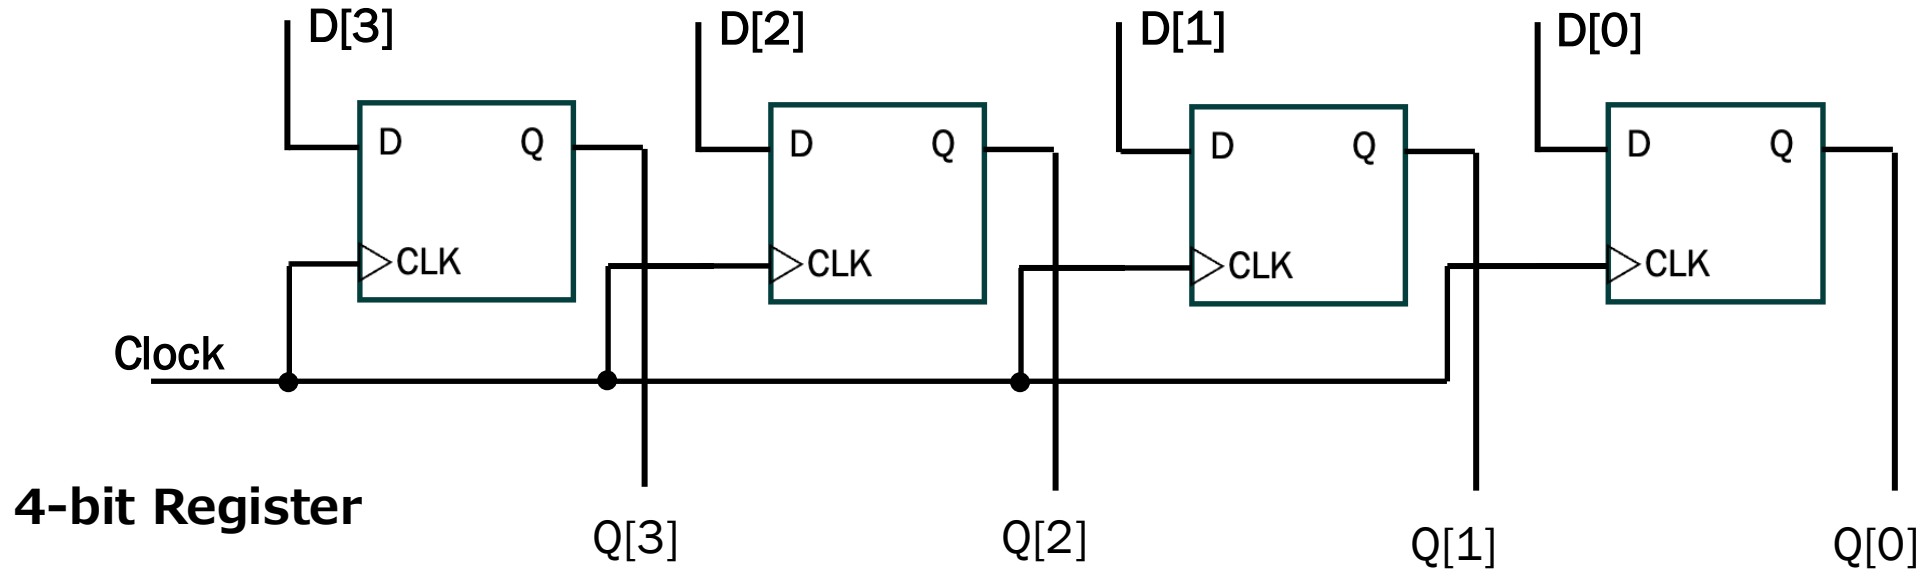 D[3] D[2] D[1] D[0]
D Q D Q D Q D Q
CLK CLK CLK CLK
Clock
4-bit Register
Q[3] Q[2] Q[1] Q[0]